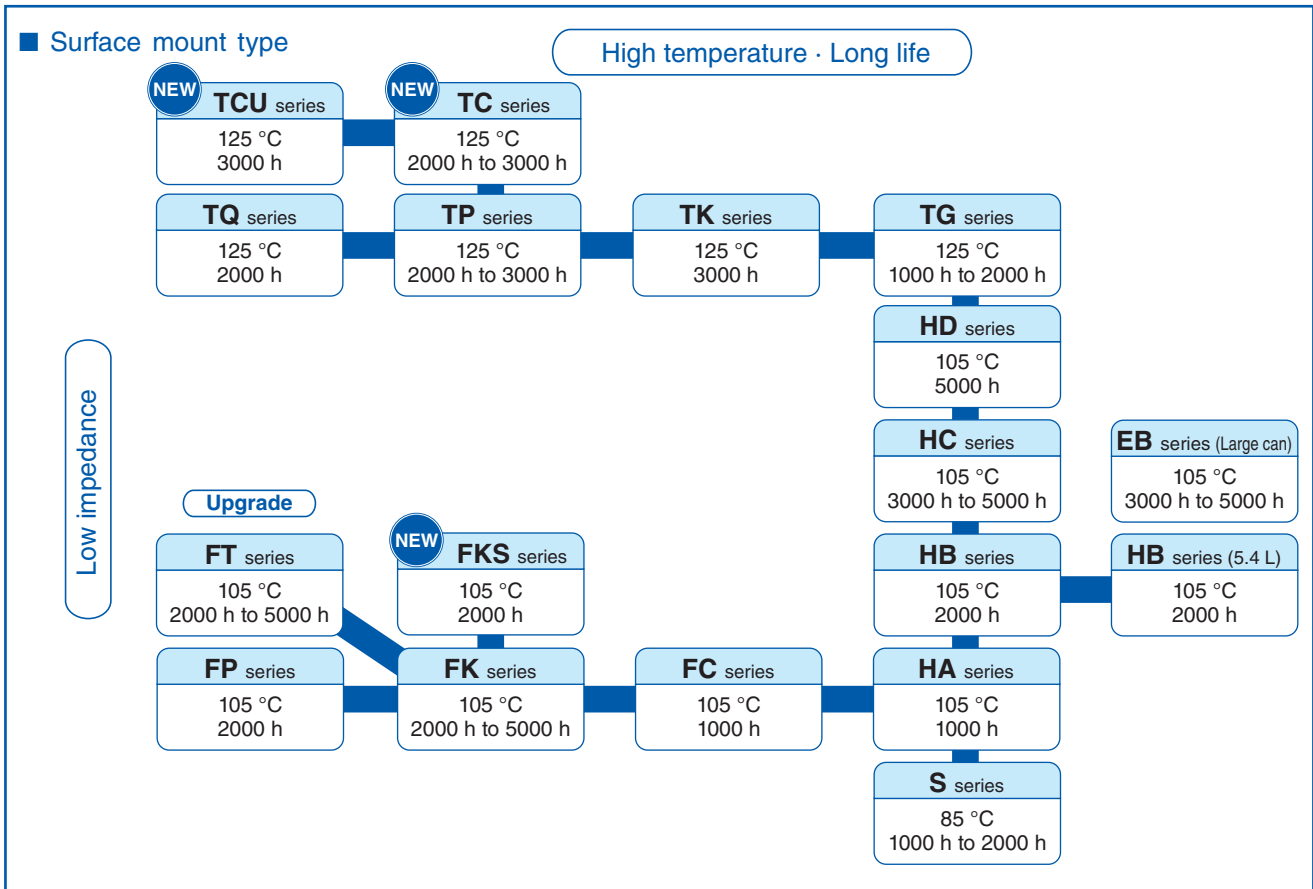 ■ Surface mount type
High temperature · Long life
NEW
TCU series
125 °C
3000 h
NEW
TC series
125 °C
2000 h to 3000 h
TQ series
125 °C
2000 h
TP series
125 °C
2000 h to 3000 h
TK series
125 °C
3000 h
TG series
125 °C
1000 h to 2000 h
HD series
105 °C
5000 h
Low impedance
HC series
105 °C
3000 h to 5000 h
EB series (Large can)
105 °C
3000 h to 5000 h
Upgrade
FT series
105 °C
2000 h to 5000 h
NEW
FKS series
105 °C
2000 h
HB series
105 °C
2000 h
HB series (5.4 L)
105 °C
2000 h
FP series
105 °C
2000 h
FK series
105 °C
2000 h to 5000 h
FC series
105 °C
1000 h
HA series
105 °C
1000 h
S series
85 °C
1000 h to 2000 h